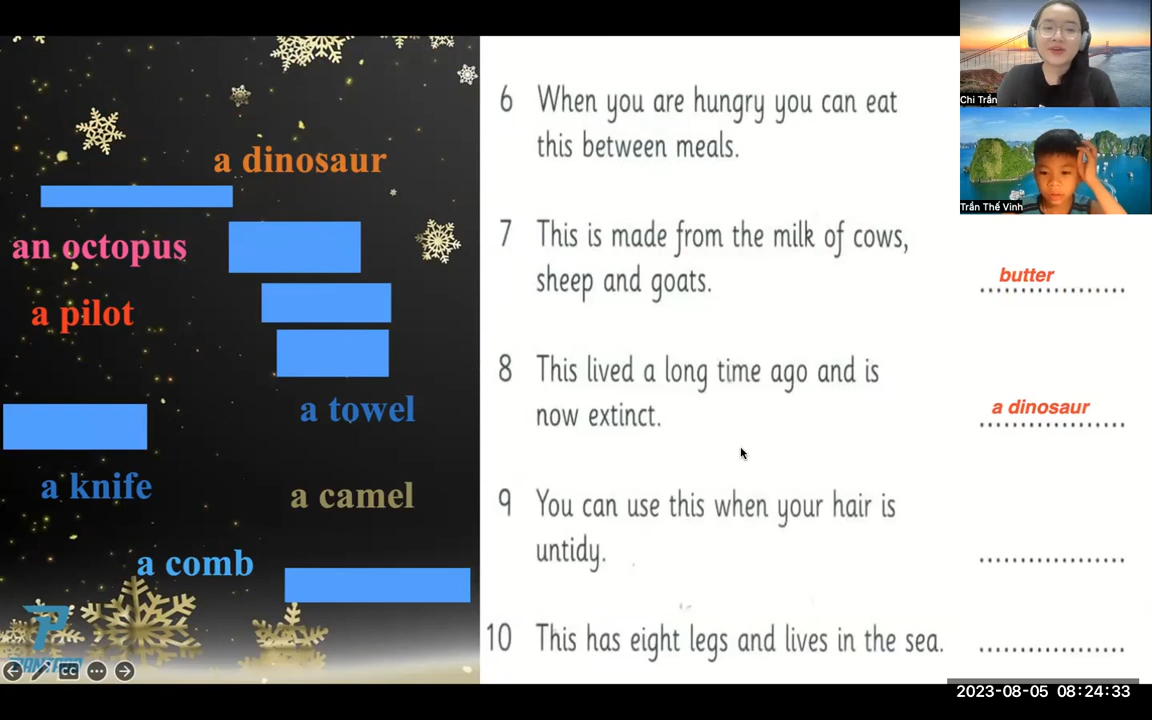 a dinosaur
an octopus
a pilot
a towel
a knife
a camel
a comb
6 When you are hungry you can eat
this between meals.
7 This is made from the milk of cows,
sheep and goats.
butter
8 This lived a long time ago and is
now extinct.
a dinosaur
9 You can use this when your hair is
untidy.
10 This has eight legs and lives in the sea.
Chi Trần
Trần Thế Vinh
CC
2023-08-05 08:24:33